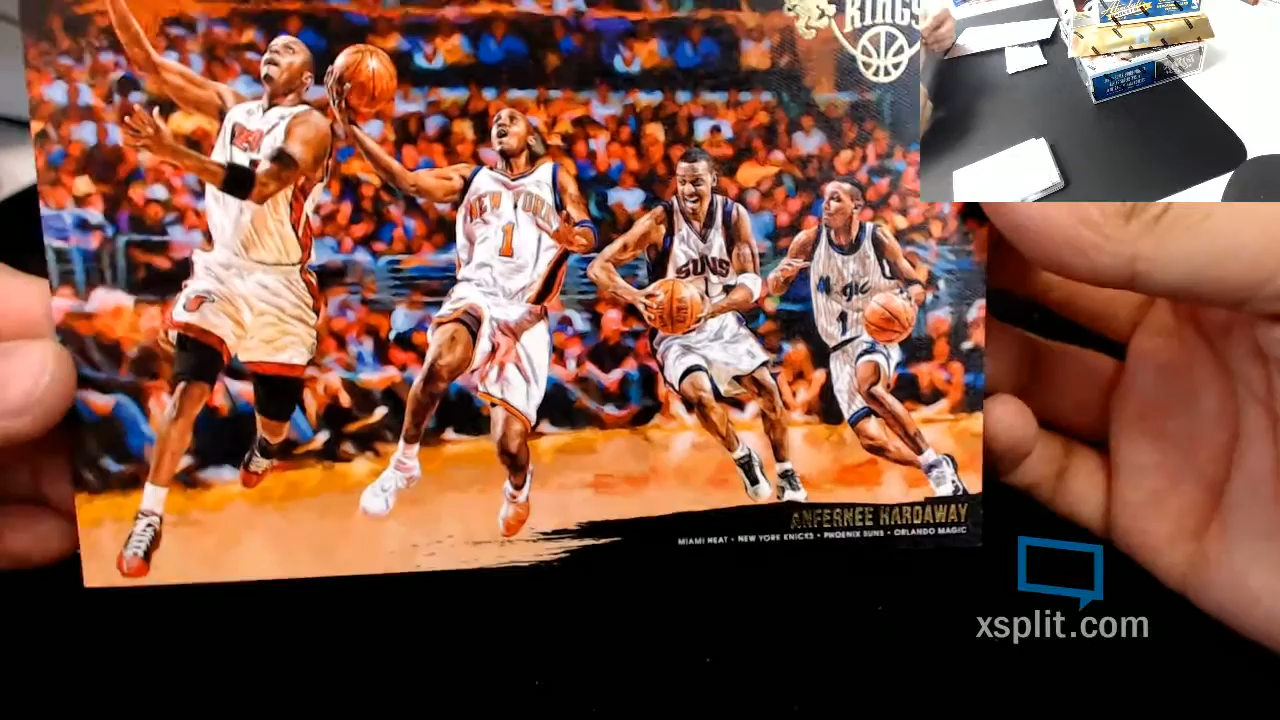 KINGS
HEAT
NEW YORK
1
SUNS
Magic
1
ANFERNEE HARDAWAY
MIAMI HEAT • NEW YORK KNICKS • PHOENIX SUNS • ORLANDO MAGIC
xsplit.com